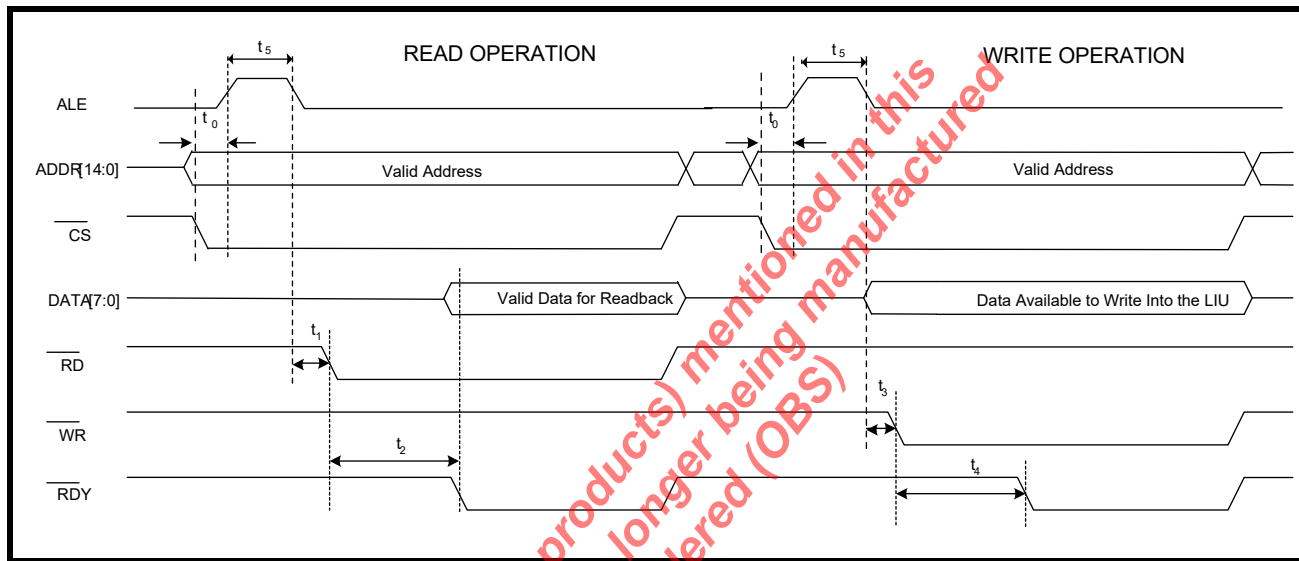 READ OPERATION
WRITE OPERATION
t5
t5
ALE
t0
t0
ADDR[14:0]
Valid Address
Valid Address
CS
DATA[7:0]
Valid Data for Readback
Data Available to Write Into the LIU
t1
RD
t3
WR
t2
t4
RDY
products) mentioned in this
longer being manufactured
dered (OBS)